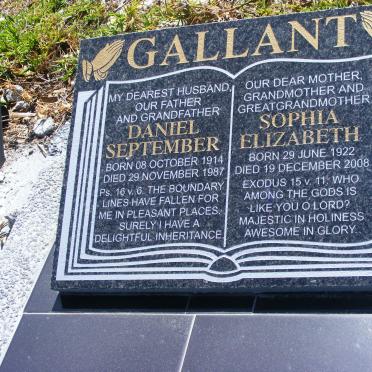 GALLANT
MY DEAREST HUSBAND,
OUR FATHER
AND GRANDFATHER
DANIEL
SEPTEMBER
BORN 08 OCTOBER 1914
DIED 29 NOVEMBER 1987
Ps. 16 v. 6. THE BOUNDARY
LINES HAVE FALLEN FOR
ME IN PLEASANT PLACES.
SURELY I HAVE A
DELIGHTFUL INHERITANCE.
OUR DEAR MOTHER,
GRANDMOTHER AND
GREATGRANDMOTHER
SOPHIA
ELIZABETH
BORN 29 JUNE 1922
DIED 19 DECEMBER 2008
EXODUS 15 v. 11. WHO
AMONG THE GODS IS
LIKE YOU O LORD?
MAJESTIC IN HOLINESS
AWESOME IN GLORY.